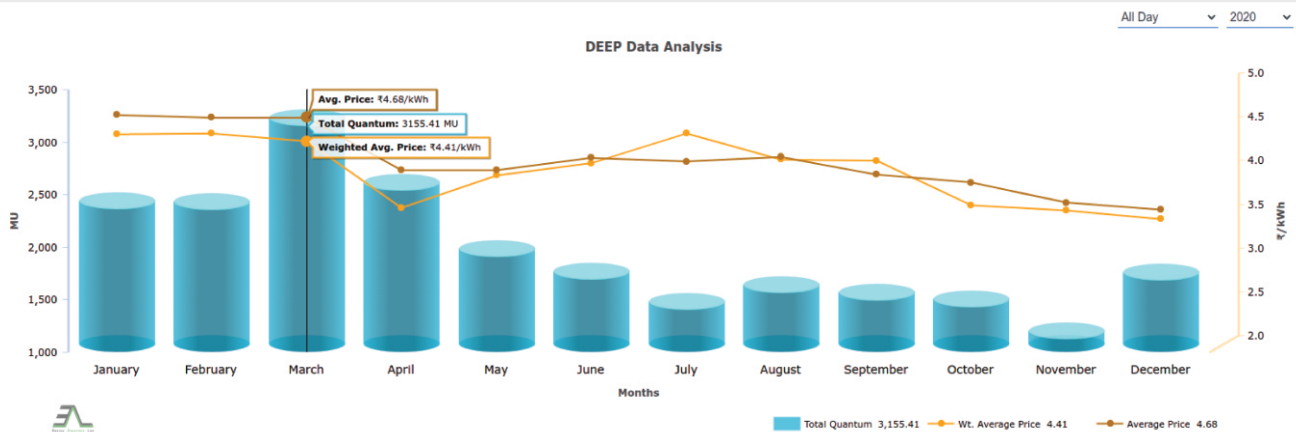 All Day 2020
DEEP Data Analysis
3,500
3,000
2,500
2,000
1,500
1,000
MU
5.0
4.5
4.0
3.5
3.0
2.5
2.0
₹/kWh
Avg. Price: ₹4.68/kWh
Total Quantum: 3155.41 MU
Weighted Avg. Price: ₹4.41/kWh
January February March April May June July August September October November December
Months
Total Quantum 3,155.41 Wt. Average Price 4.41 Average Price 4.68